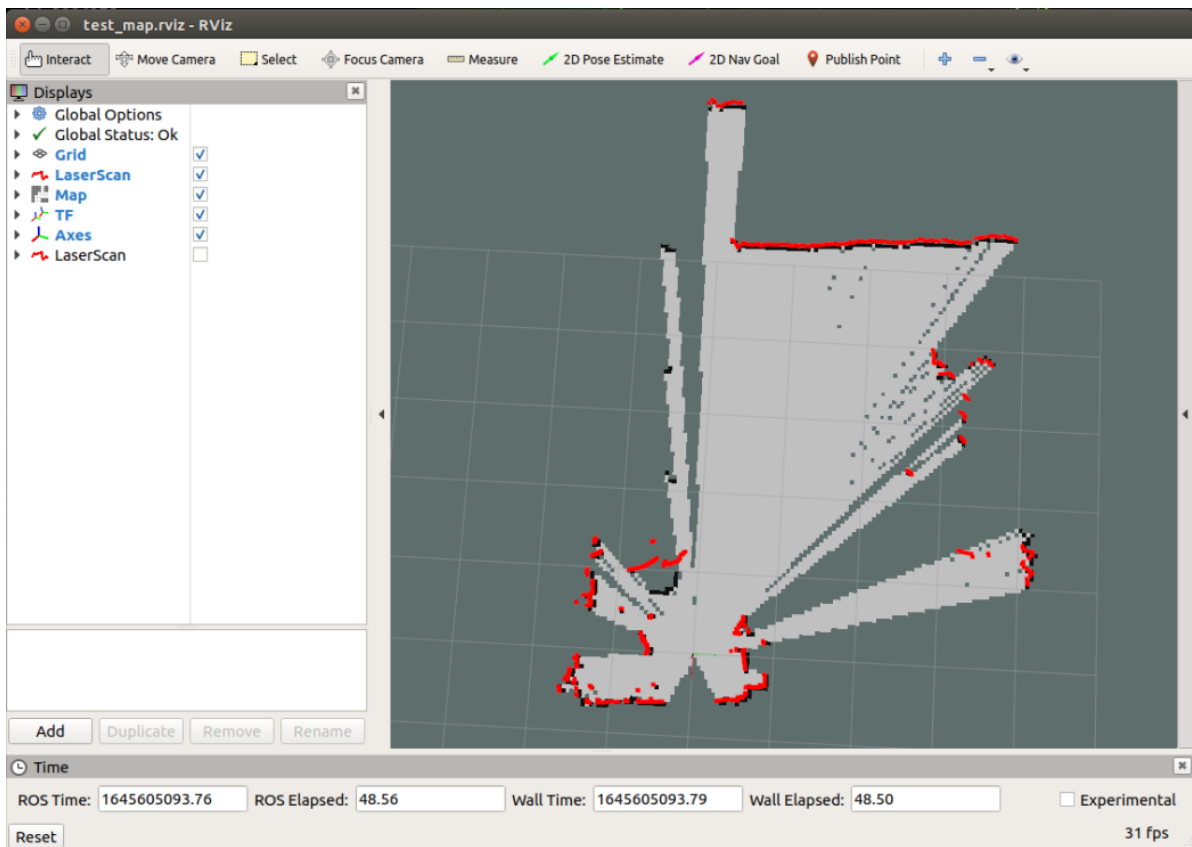 test_map.rviz - RViz
Interact Move Camera Select Focus Camera Measure 2D Pose Estimate 2D Nav Goal Publish Point
Displays
Global Options
Global Status: Ok
Grid
LaserScan
Map
TF
Axes
LaserScan
Add Duplicate Remove Rename
Time
ROS Time: 1645605093.76 ROS Elapsed: 48.56 Wall Time: 1645605093.79 Wall Elapsed: 48.50 Experimental
Reset 31 fps